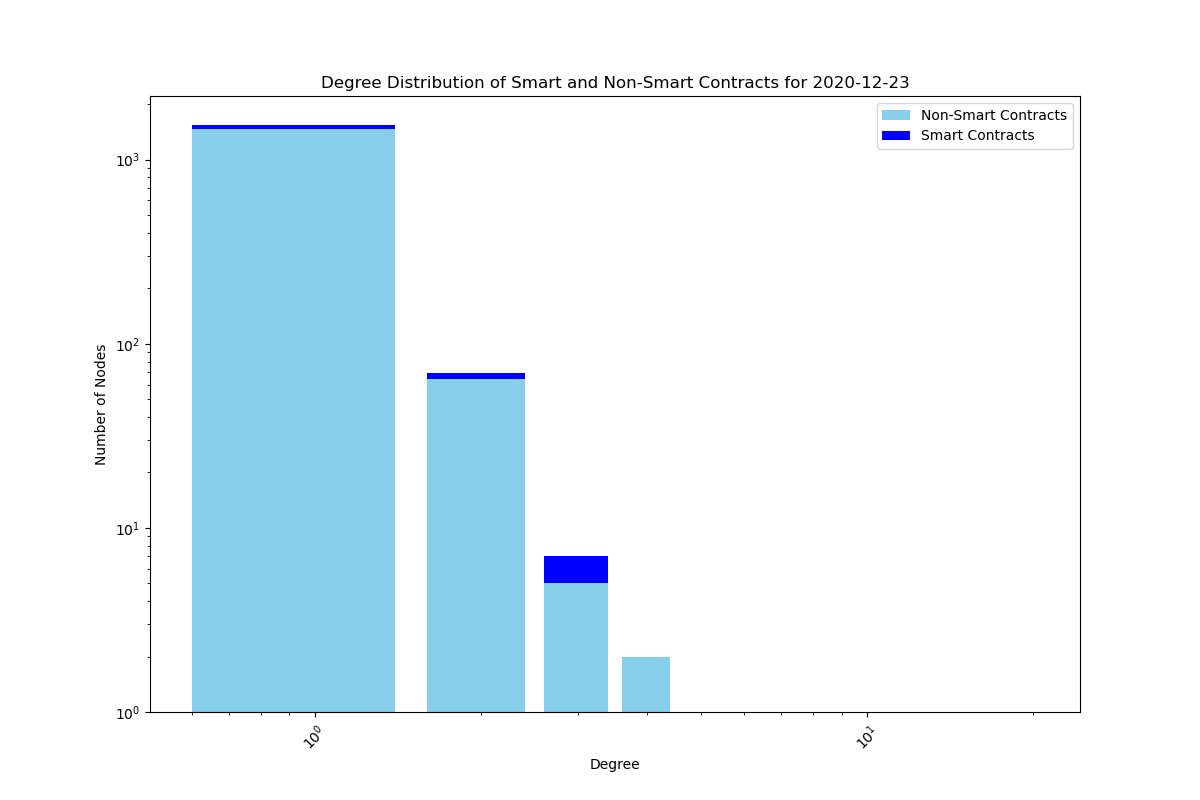 Degree Distribution of Smart and Non-Smart Contracts for 2020-12-23
Non-Smart Contracts
Smart Contracts
Number of Nodes
10³
10²
10¹
10⁰
10⁰
10¹
Degree